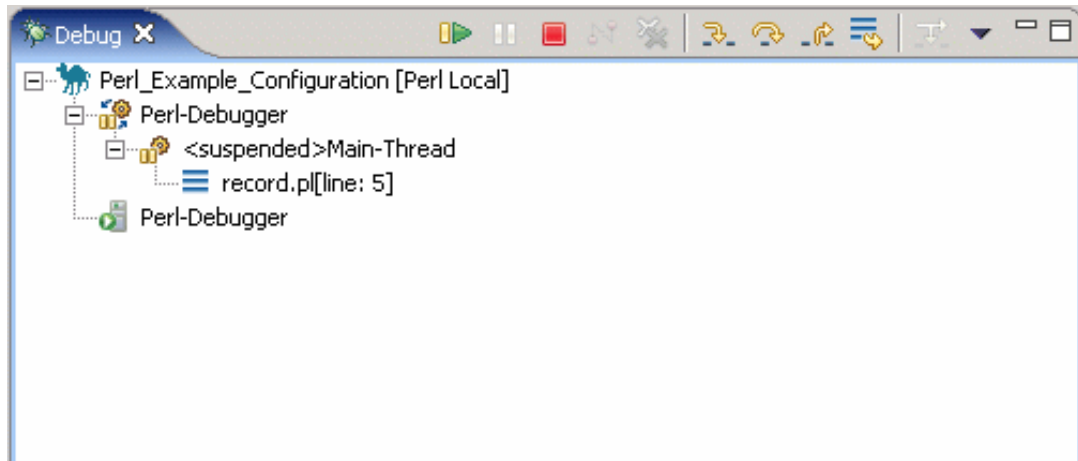 Debug
Perl_Example_Configuration [Perl Local]
Perl-Debugger
<suspended>Main-Thread
record.pl[line: 5]
Perl-Debugger